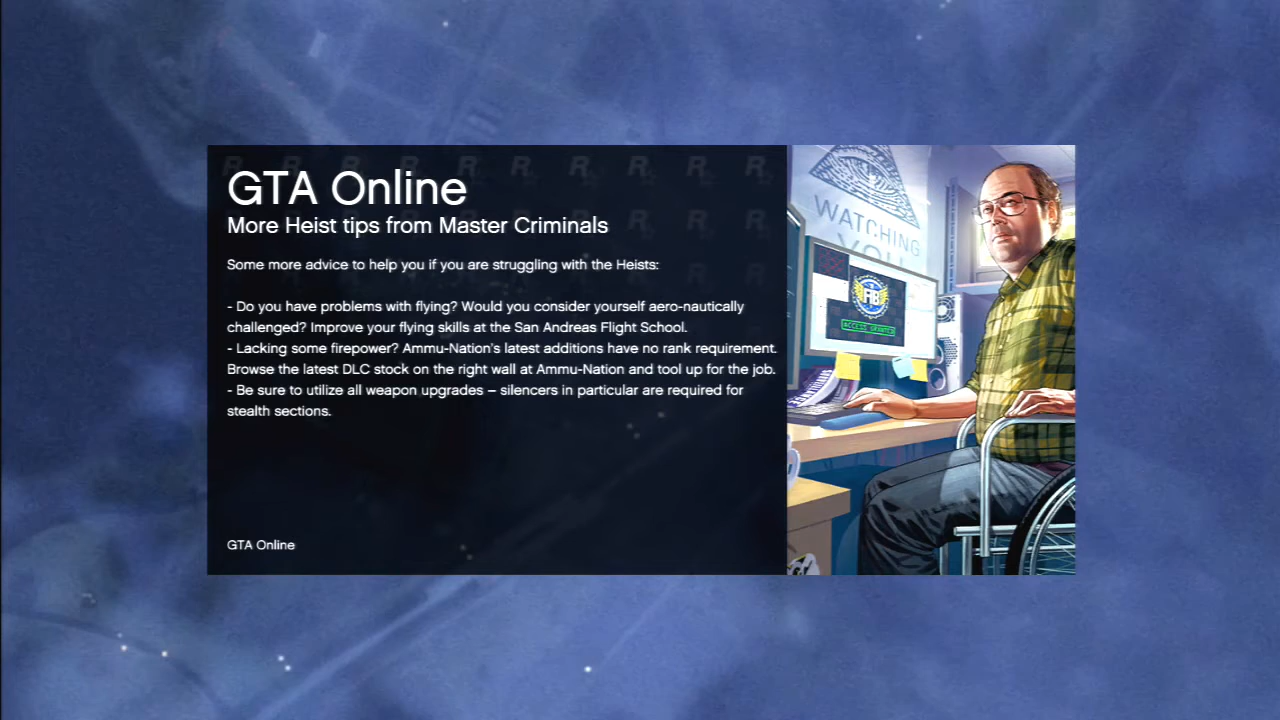 GTA Online
More Heist tips from Master Criminals
Some more advice to help you if you are struggling with the Heists:
- Do you have problems with flying? Would you consider yourself aero-nautically
challenged? Improve your flying skills at the San Andreas Flight School.
- Lacking some firepower? Ammu-Nation's latest additions have no rank requirement.
Browse the latest DLC stock on the right wall at Ammu-Nation and tool up for the job.
- Be sure to utilize all weapon upgrades – silencers in particular are required for
stealth sections.
GTA Online
WATCHING
YOU
FIB
ACCESS GRANTED